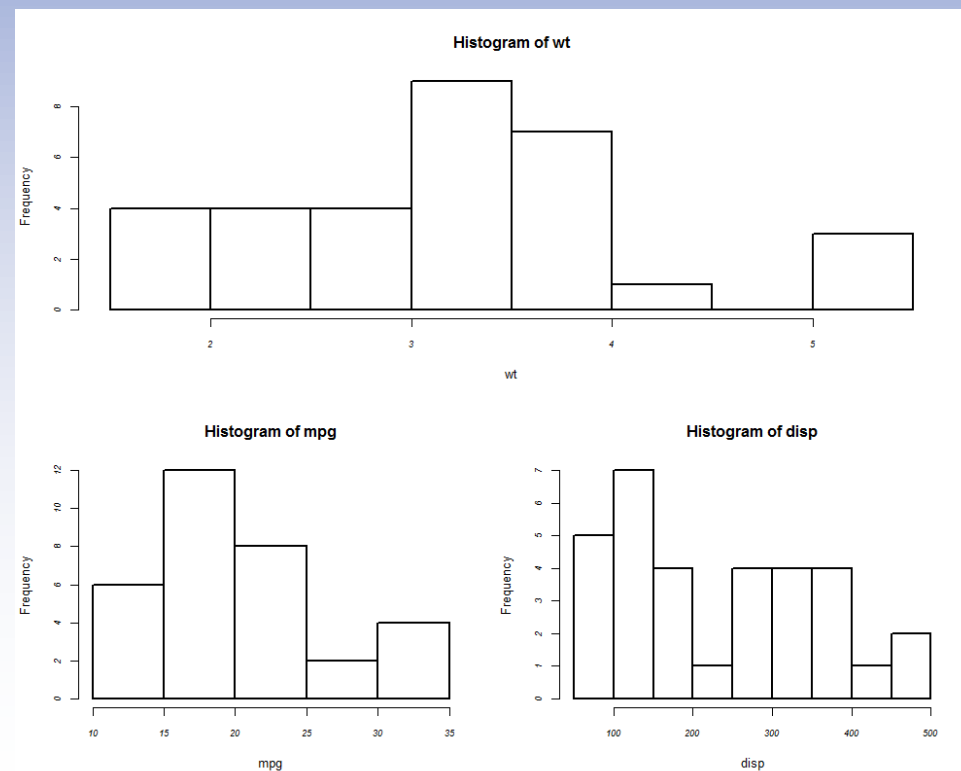 Histogram of wt
Frequency
0 2 4 6 8
2 3 4 5
wt
Histogram of mpg
Frequency
0 2 4 6 8 10 12
10 15 20 25 30 35
mpg
Histogram of disp
Frequency
0 1 2 3 4 5 6 7
100 200 300 400 500
disp